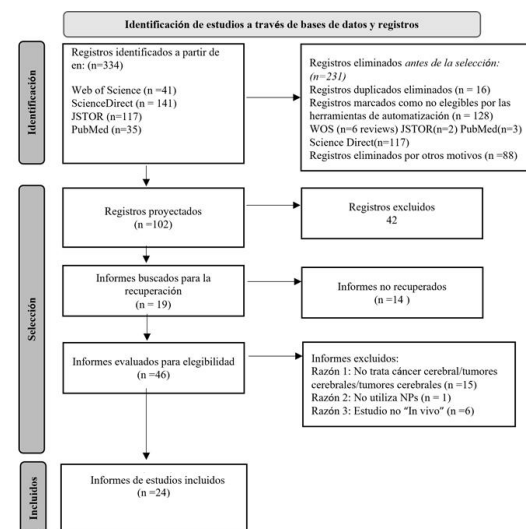 Identificación de estudios a través de bases de datos y registros
Identificación
Registros identificados a partir de
en: (n=334)
Web of Science (n=41)
ScienceDirect (n = 141)
JSTOR (n=117)
PubMed (n=35)
Registros eliminados antes de la selección:
(n=231)
Registros duplicados eliminados (n = 16)
Registros marcados como no elegibles por las
herramientas de automatización (n = 128)
WOS (n=6 reviews) JSTOR(n=2) PubMed(n=3)
Science Direct(n=117)
Registros eliminados por otros motivos (n =88)
Selección
Registros proyectados
(n =102)
Registros excluidos
42
Informes buscados para la
recuperación
(n = 19)
Informes no recuperados
(n =14 )
Informes evaluados para elegibilidad
(n =46)
Informes excluidos:
Razón 1: No trata cáncer cerebral/tumores
cerebrales/tumores cerebrales (n =15)
Razón 2: No utiliza NPs (n = 1)
Razón 3: Estudio no "In vivo" (n =6)
Incluidos
Informes de estudios incluidos
(n =24)